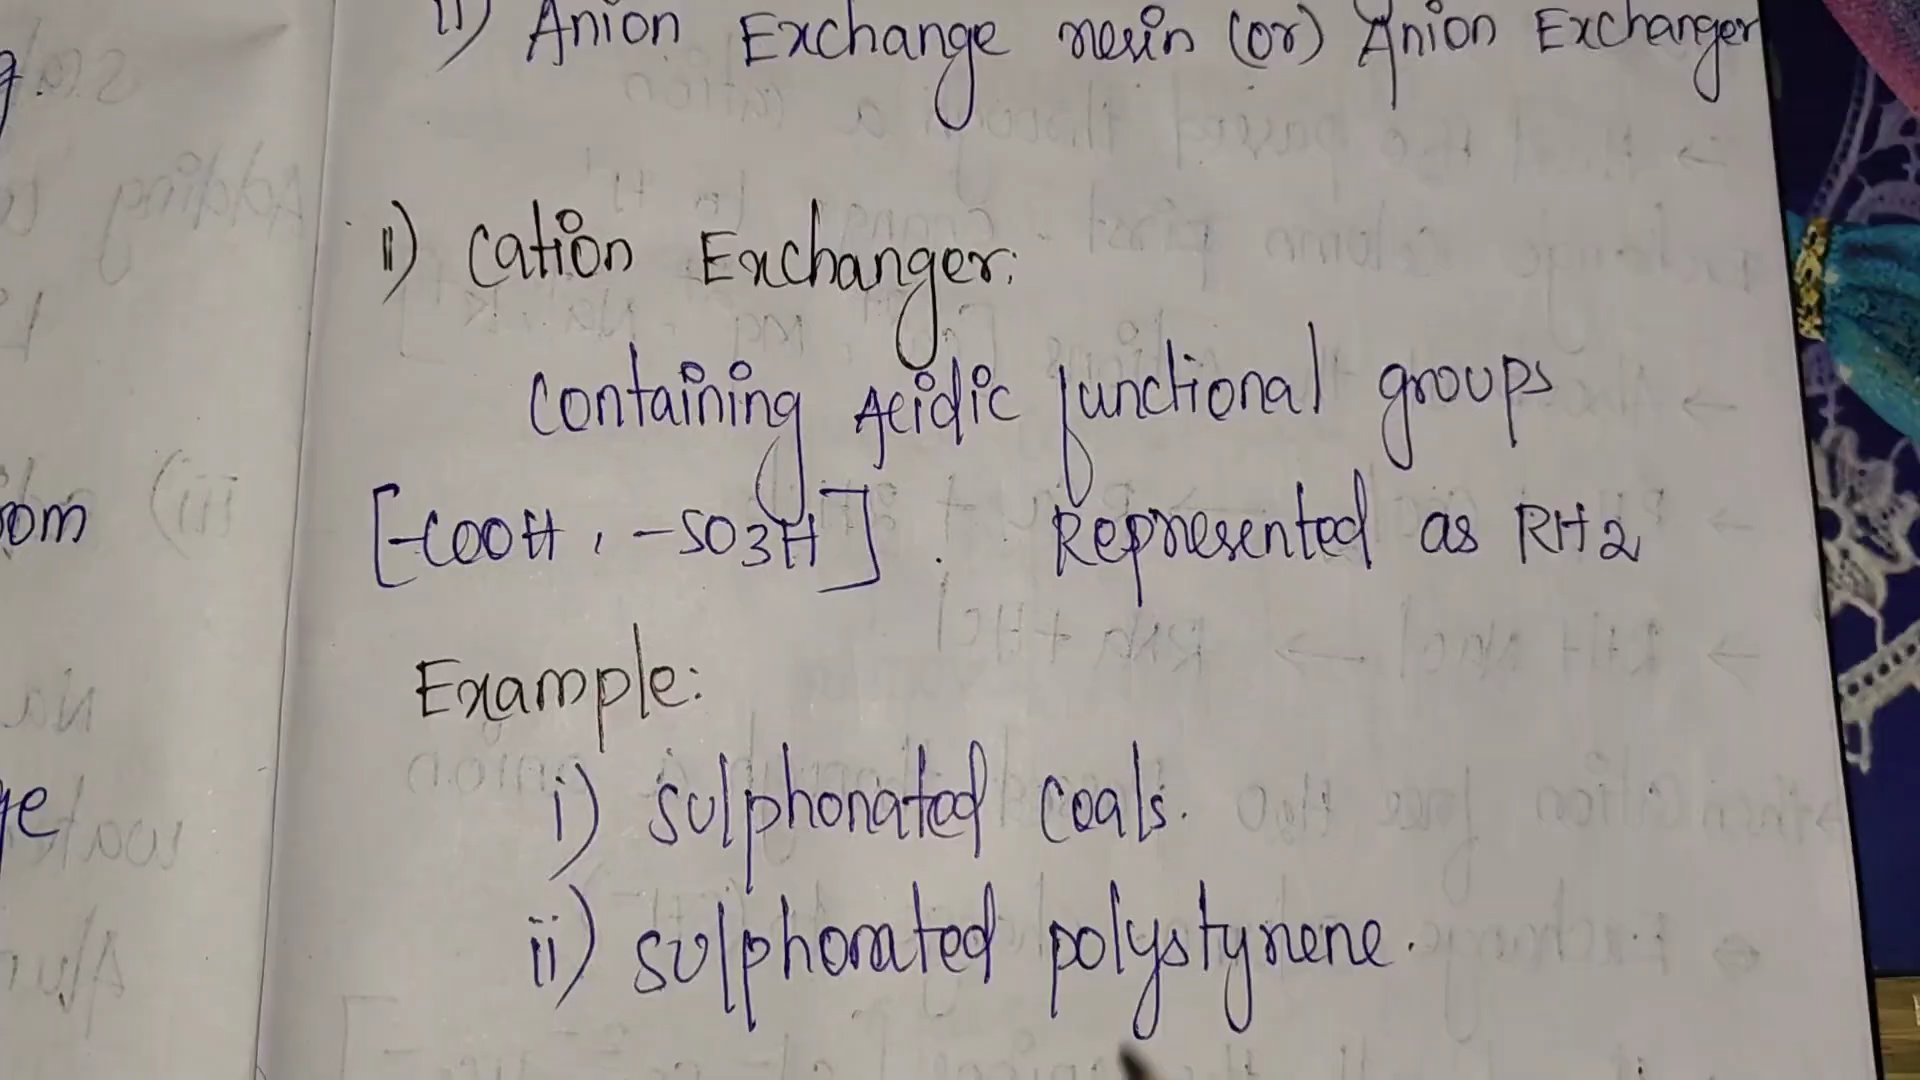 ii) Anion Exchange resin (or) Anion Exchanger
i) Cation Exchanger:
containing Acidic functional groups
[-COOH, -SO3H]. Represented as RH2
Example:
i) sulphonated coals.
ii) sulphonated polystyrene.